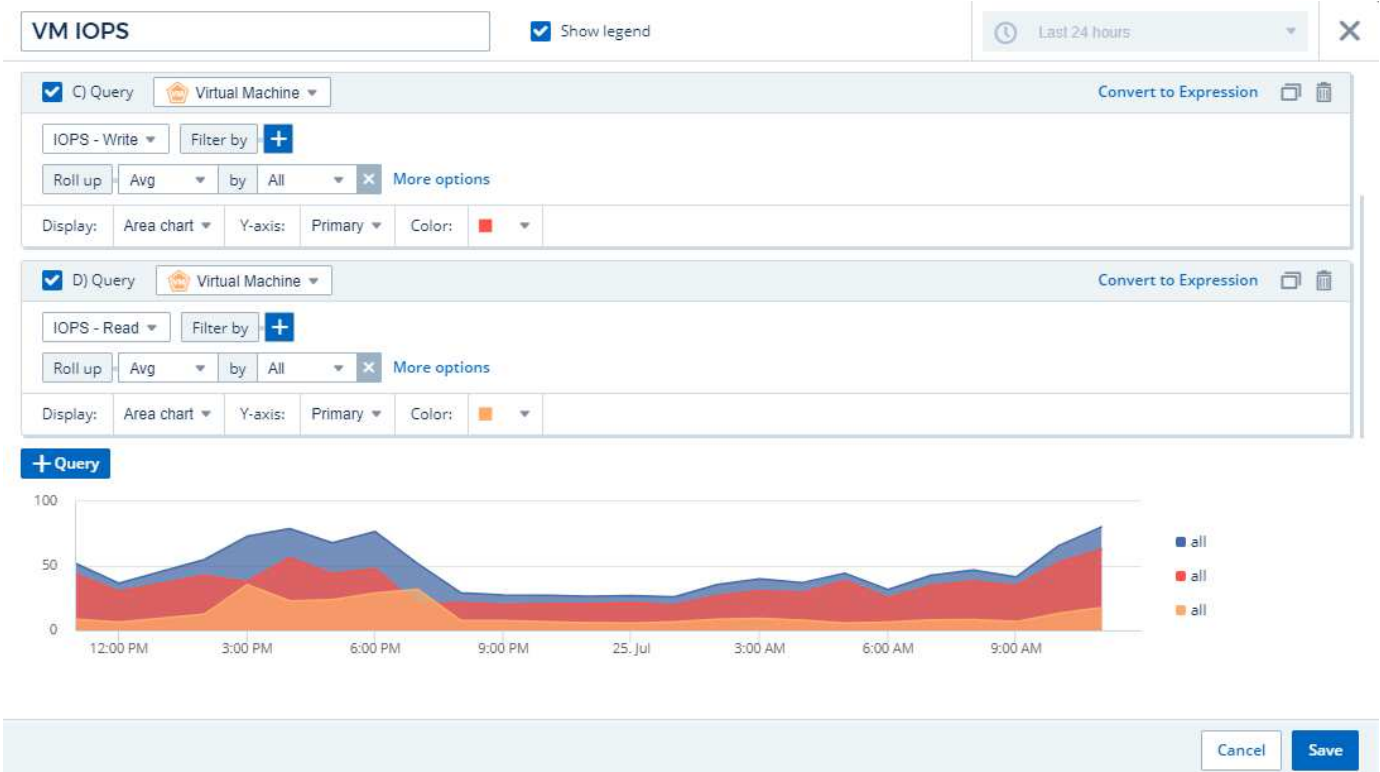 VM IOPS Show legend Last 24 hours
C) Query Virtual Machine Convert to Expression
IOPS - Write Filter by +
Roll up Avg by All × More options
Display: Area chart Y-axis: Primary Color:
D) Query Virtual Machine Convert to Expression
IOPS - Read Filter by +
Roll up Avg by All × More options
Display: Area chart Y-axis: Primary Color:
+ Query
100
50
0
all
all
all
12:00 PM 3:00 PM 6:00 PM 9:00 PM 25. Jul 3:00 AM 6:00 AM 9:00 AM
Cancel Save